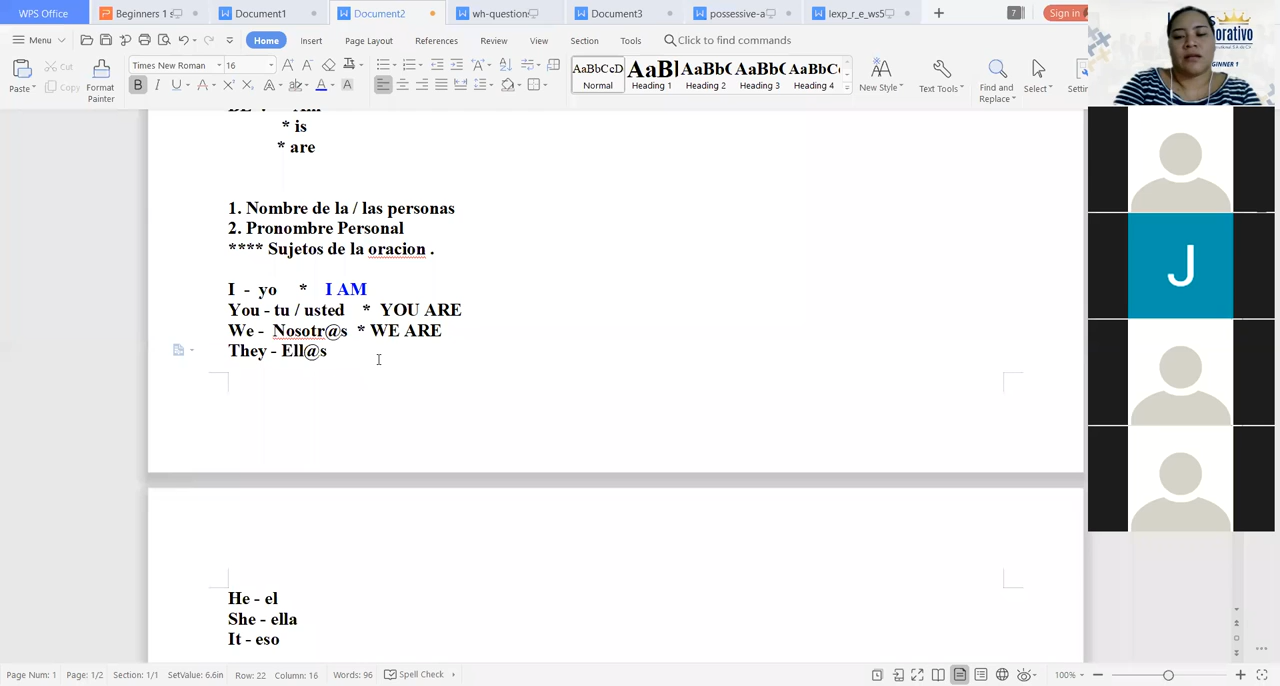 WPS Office
Beginners 1
Document1
Document2
wh-question
Document3
possessive-a
lexp_r_e_ws5
7
Sign in
Menu
Home
Insert
Page Layout
References
Review
View
Section
Tools
Click to find commands
Paste
Cut
Copy
Format Painter
Times New Roman
16
AaBbCcD
Normal
Heading 1
AaBb(
Heading 2
Heading 3
Heading 4
New Style
Text Tools
Find and Replace
Select
* is
* are
1. Nombre de la / las personas
2. Pronombre Personal
**** Sujetos de la oracion .
I - yo * I AM
You - tu / usted * YOU ARE
We - Nosotr@s * WE ARE
They - Ell@s
He - el
She - ella
It - eso
J
Page Num: 1
Page: 1/2
Section: 1/1
SetValue: 6.6in
Row: 22
Column: 16
Words: 96
Spell Check
100%